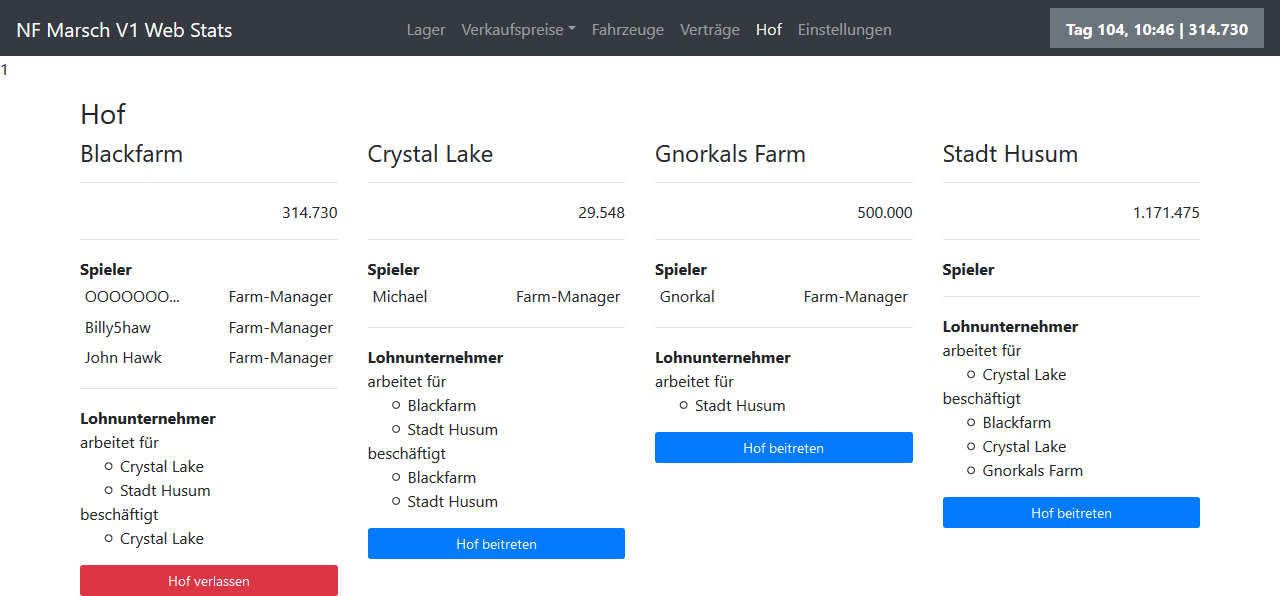 NF Marsch V1 Web Stats
Lager Verkaufspreise Fahrzeuge Verträge Hof Einstellungen
Tag 104, 10:46 | 314.730
1
Hof
Blackfarm
314.730
Spieler
OOOOOOO... Farm-Manager
Billy5haw Farm-Manager
John Hawk Farm-Manager
Lohnunternehmer
arbeitet für
Crystal Lake
Stadt Husum
beschäftigt
Crystal Lake
Hof verlassen
Crystal Lake
29.548
Spieler
Michael Farm-Manager
Lohnunternehmer
arbeitet für
Blackfarm
Stadt Husum
beschäftigt
Blackfarm
Stadt Husum
Hof beitreten
Gnorkals Farm
500.000
Spieler
Gnorkal Farm-Manager
Lohnunternehmer
arbeitet für
Stadt Husum
Hof beitreten
Stadt Husum
1.171.475
Spieler
Lohnunternehmer
arbeitet für
Crystal Lake
beschäftigt
Blackfarm
Crystal Lake
Gnorkals Farm
Hof beitreten